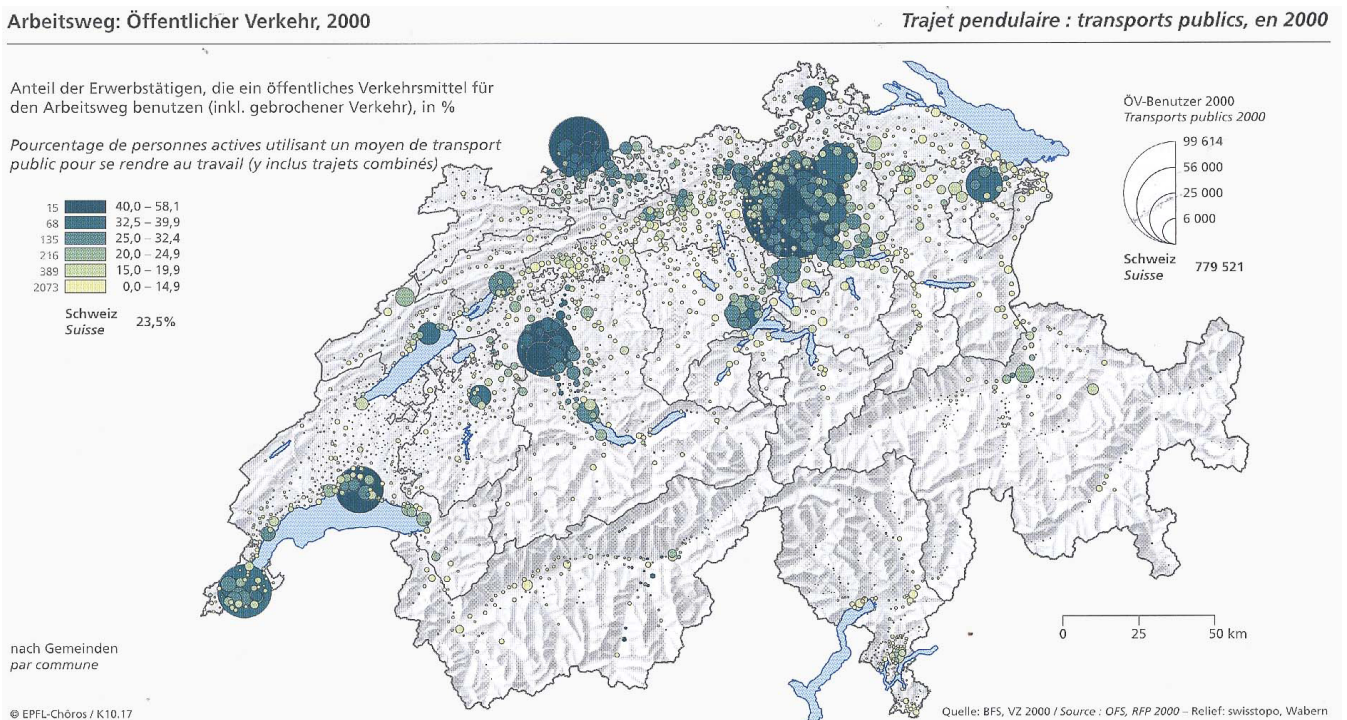 Arbeitsweg: Öffentlicher Verkehr, 2000
Trajet pendulaire : transports publics, en 2000
Anteil der Erwerbstätigen, die ein öffentliches Verkehrsmittel für
den Arbeitsweg benutzen (inkl. gebrochener Verkehr), in %
Pourcentage de personnes actives utilisant un moyen de transport
public pour se rendre au travail (y inclus trajets combinés)
15 40,0 – 58,1
68 32,5 – 39,9
135 25,0 – 32,4
216 20,0 – 24,9
389 15,0 – 19,9
2073 0,0 – 14,9
Schweiz
Suisse 23,5%
ÖV-Benutzer 2000
Transports publics 2000
99 614
56 000
25 000
6 000
Schweiz
Suisse 779 521
0 25 50 km
nach Gemeinden
par commune
© EPFL-Chôros / K10.17
Quelle: BFS, VZ 2000 / Source : OFS, RFP 2000 – Relief: swisstopo, Wabern